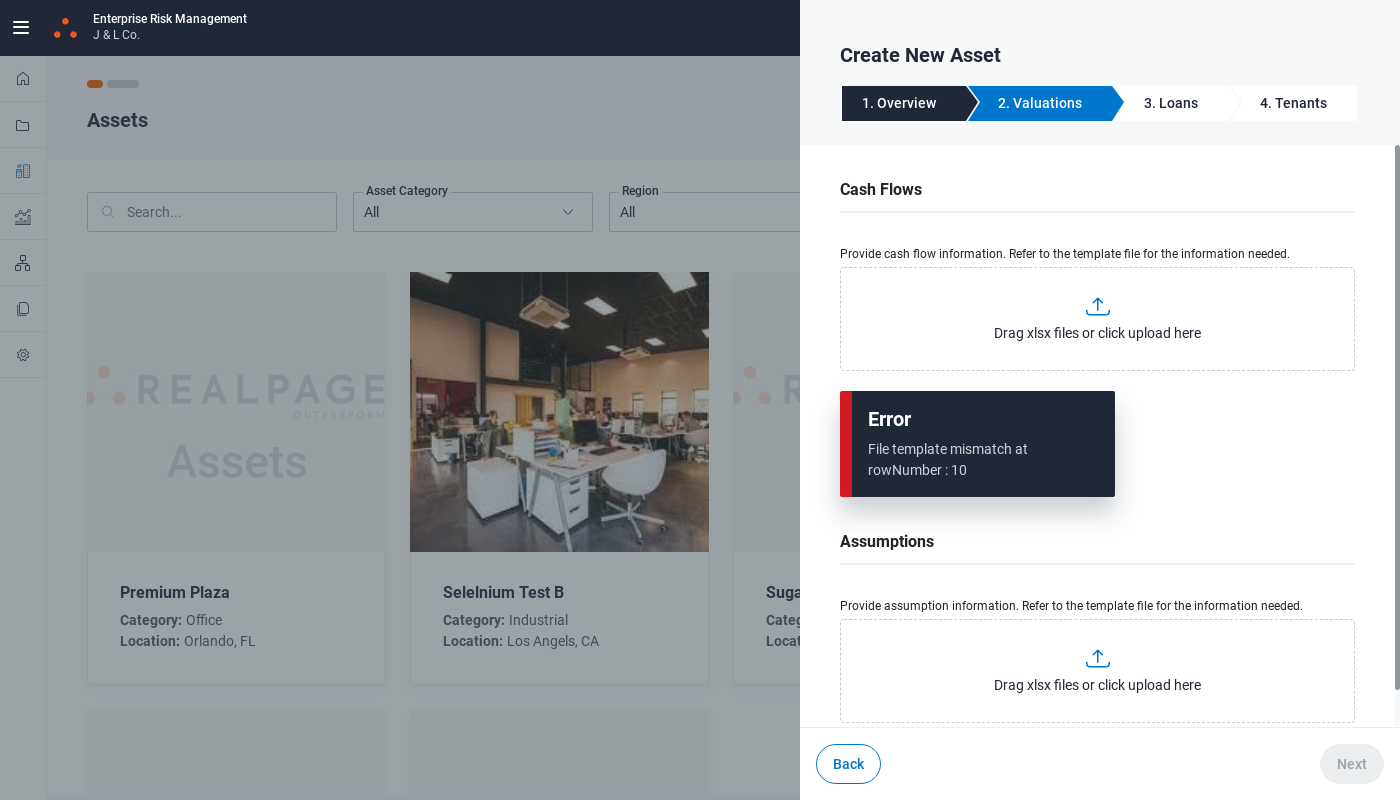 Enterprise Risk Management
J & L Co.
Assets
Search...
Asset Category
All
Region
All
REALPAGE
OUTPERFORM
Assets
R
Premium Plaza
Category: Office
Location: Orlando, FL
Selelnium Test B
Category: Industrial
Location: Los Angels, CA
Suga
Categ
Locat
Create New Asset
1. Overview
2. Valuations
3. Loans
4. Tenants
Cash Flows
Provide cash flow information. Refer to the template file for the information needed.
Drag xlsx files or click upload here
Error
File template mismatch at
rowNumber : 10
Assumptions
Provide assumption information. Refer to the template file for the information needed.
Drag xlsx files or click upload here
Back
Next